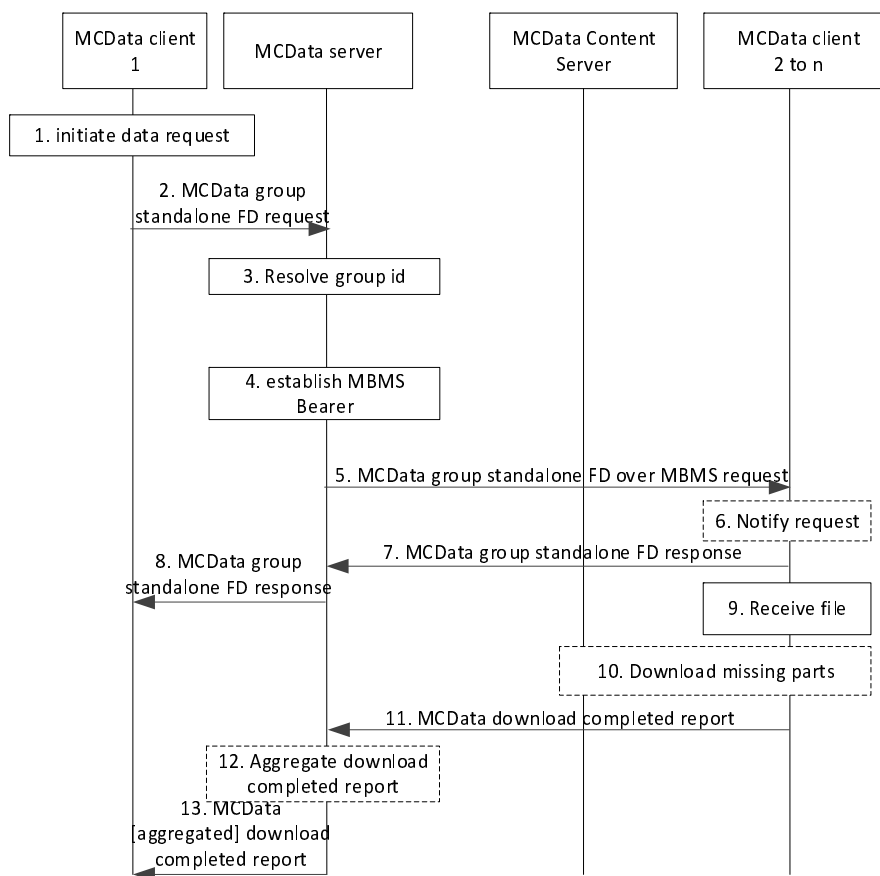 MCData client
1
MCData server
MCData Content
Server
MCData client
2 to n
1. initiate data request
2. MCData group
standalone FD request
3. Resolve group id
4. establish MBMS
Bearer
5. MCData group standalone FD over MBMS request
6. Notify request
7. MCData group standalone FD response
8. MCData group
standalone FD response
9. Receive file
10. Download missing parts
11. MCData download completed report
12. Aggregate download
completed report
13. MCData
[aggregated] download
completed report